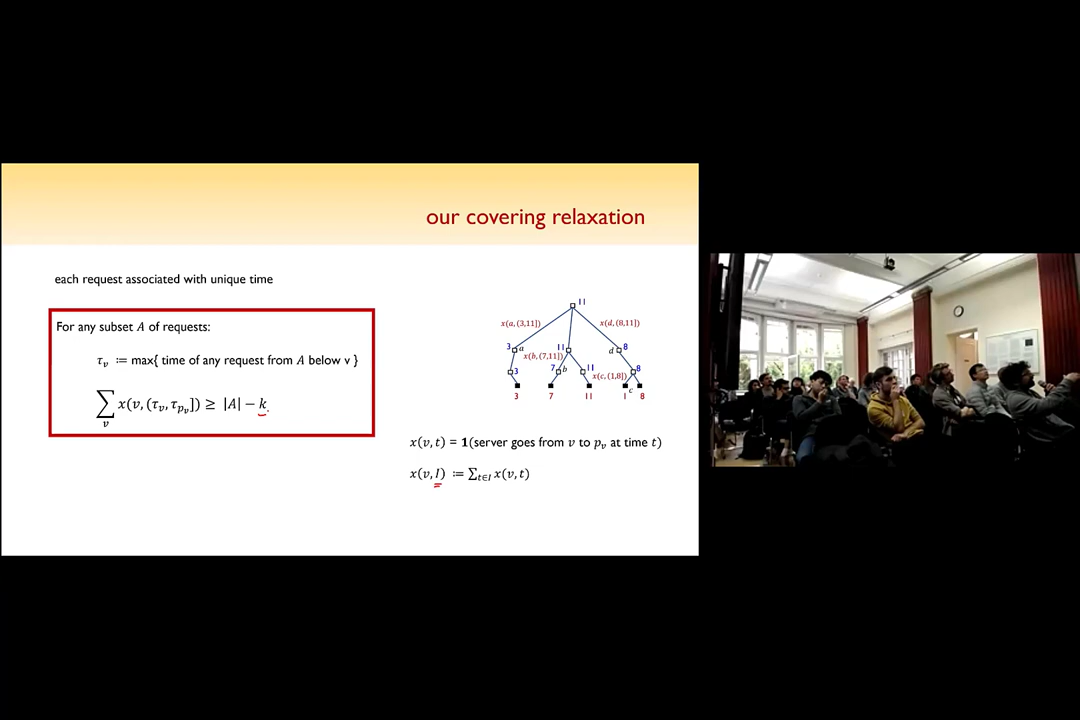 our covering relaxation
each request associated with unique time
For any subset A of requests:
τ_v ≔ max{ time of any request from A below v }
∑_v x(v, (τ_v, τ_{p_v}]) ≥ |A| − k.
11
x(a, (3,11]) x(d, (8,11])
3 a 11 d 8
x(b, (7,11])
3 7 b 11 8
x(c, (1,8])
c
3 7 11 1 8
x(v, t) = 1(server goes from v to p_v at time t)
x(v, I) ≔ ∑_{t∈I} x(v, t)